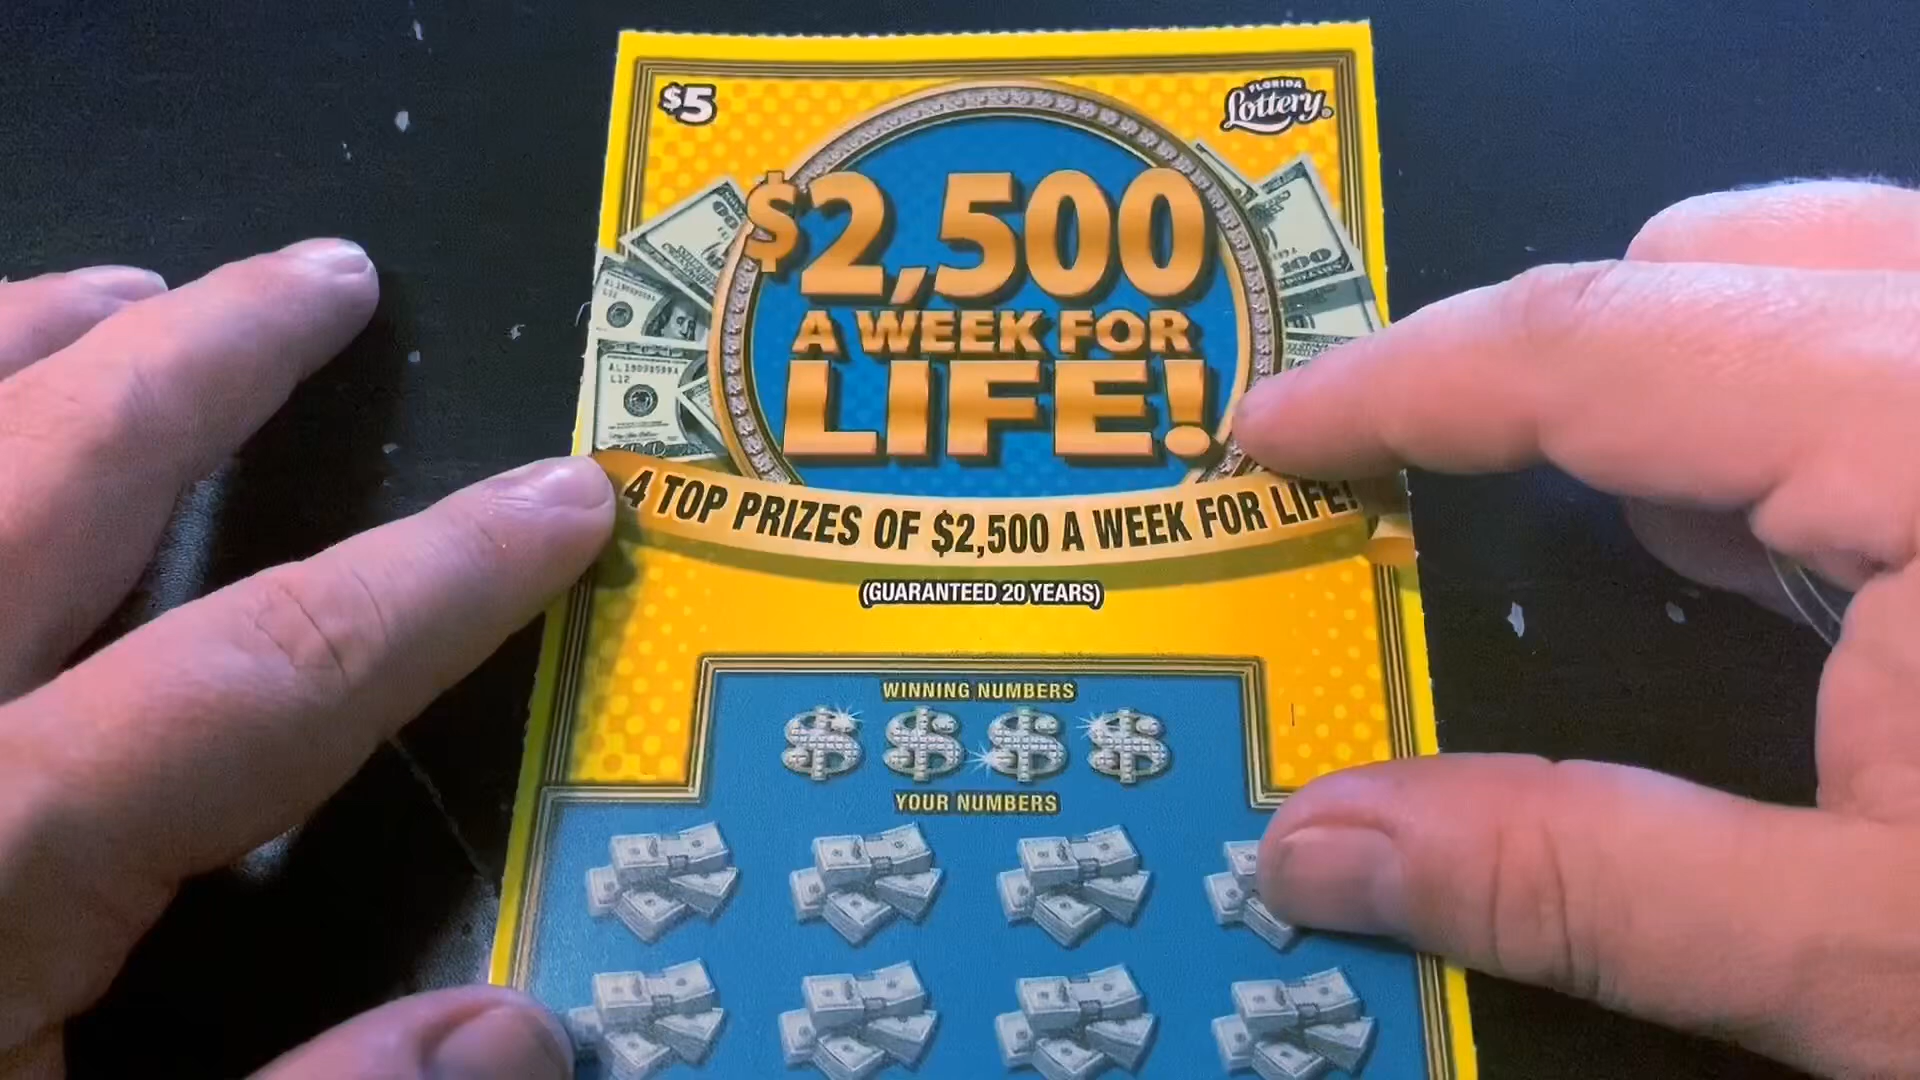 $5
FLORIDA
Lottery
$2,500
A WEEK FOR
LIFE!
4 TOP PRIZES OF $2,500 A WEEK FOR LIFE!
(GUARANTEED 20 YEARS)
WINNING NUMBERS
YOUR NUMBERS